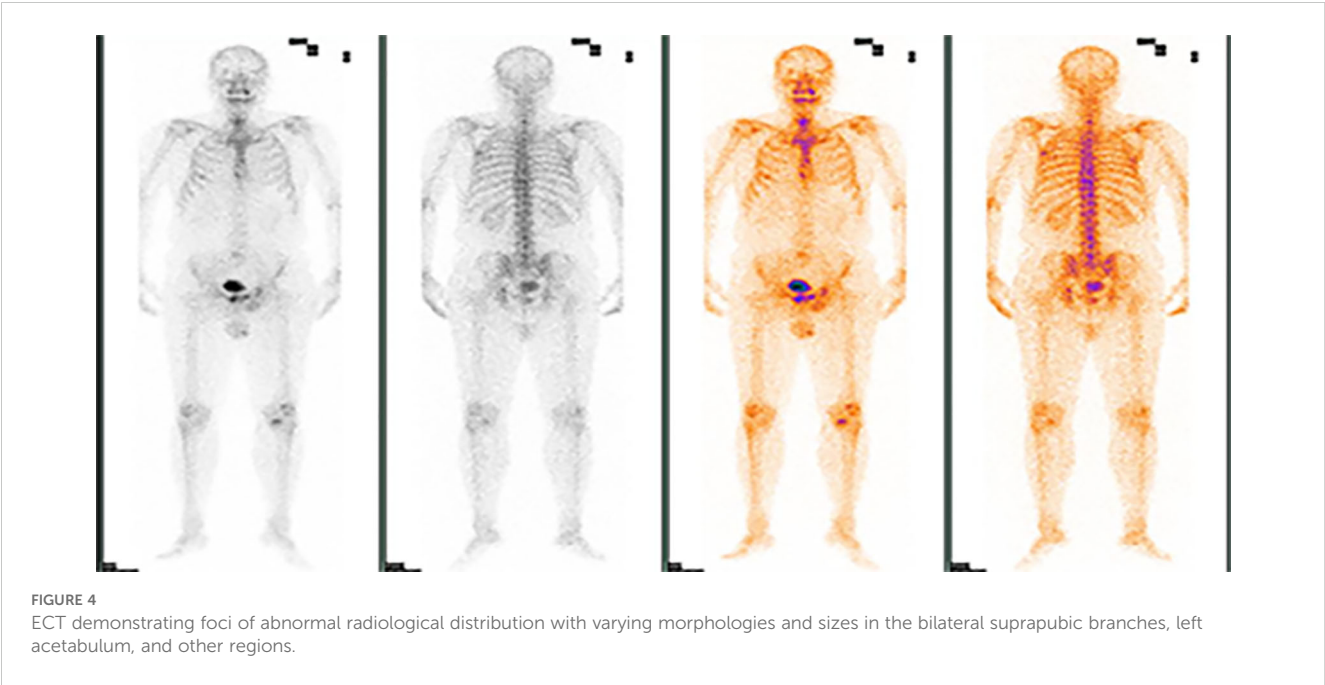 FIGURE 4
ECT demonstrating foci of abnormal radiological distribution with varying morphologies and sizes in the bilateral suprapubic branches, left
acetabulum, and other regions.